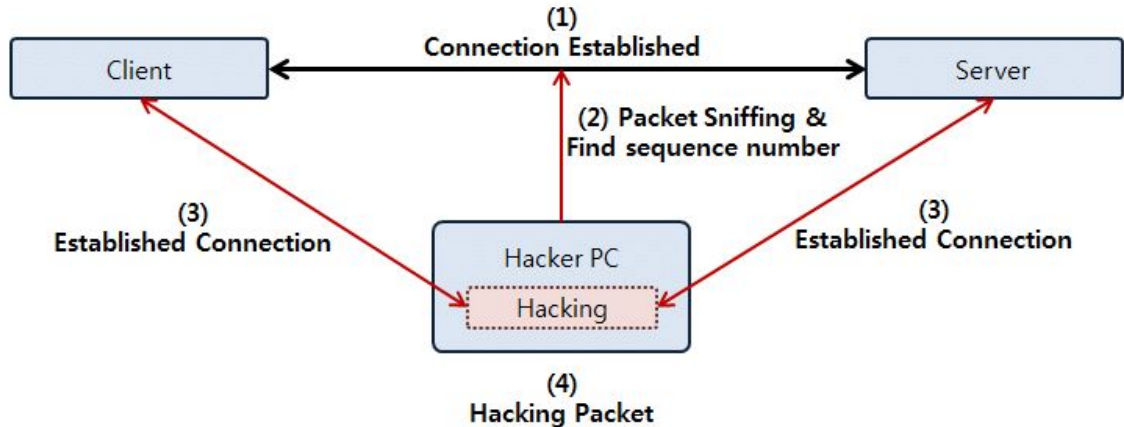 (1)
Connection Established
Client
Server
(2) Packet Sniffing &
Find sequence number
(3)
Established Connection
(3)
Established Connection
Hacker PC
Hacking
(4)
Hacking Packet